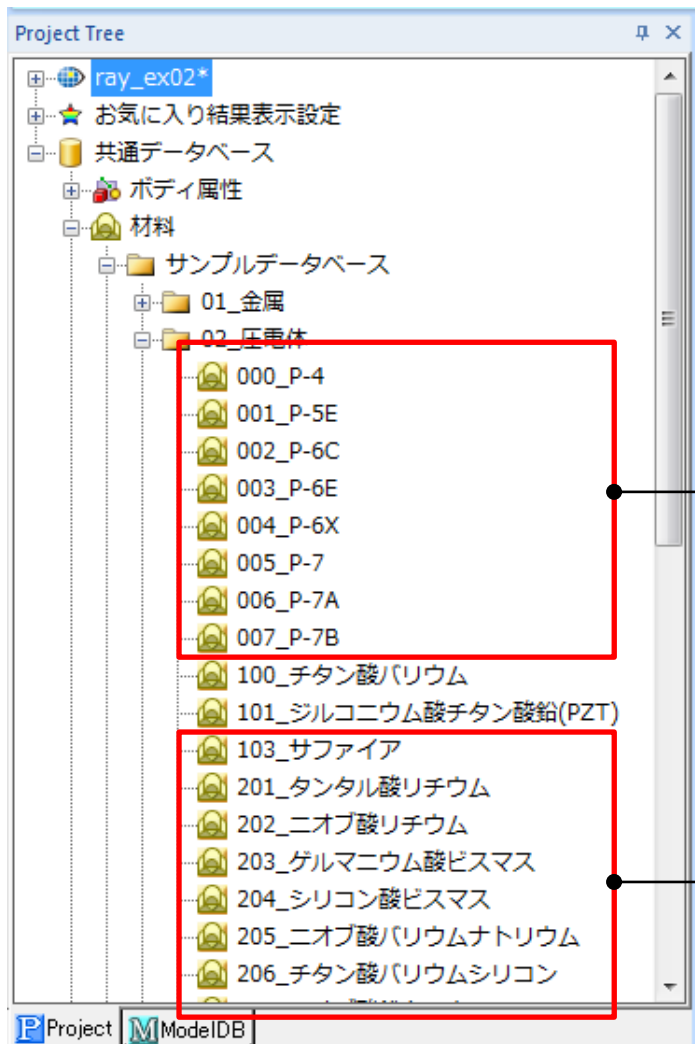 Project Tree
ray_ex02*
お気に入り結果表示設定
共通データベース
ボディ属性
材料
サンプルデータベース
01_金属
02_圧電体
000_P-4
001_P-5E
002_P-6C
003_P-6E
004_P-6X
005_P-7
006_P-7A
007_P-7B
100_チタン酸バリウム
101_ジルコニウム酸チタン酸鉛(PZT)
103_サファイア
201_タンタル酸リチウム
202_ニオブ酸リチウム
203_ゲルマニウム酸ビスマス
204_シリコン酸ビスマス
205_ニオブ酸バリウムナトリウム
206_チタン酸バリウムシリコン
Project ModelDB